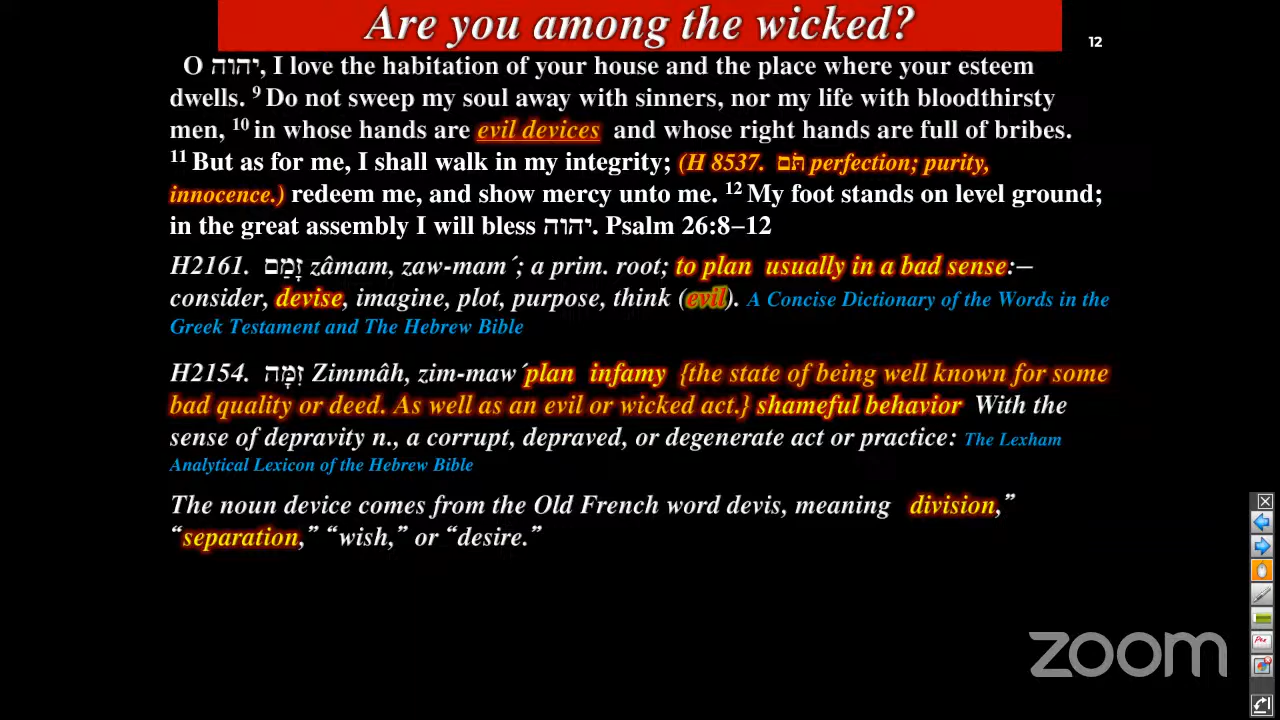 Are you among the wicked?
12
O יהוה, I love the habitation of your house and the place where your esteem
dwells. 9 Do not sweep my soul away with sinners, nor my life with bloodthirsty
men, 10 in whose hands are evil devices and whose right hands are full of bribes.
11 But as for me, I shall walk in my integrity; (H 8537. תֹּם perfection; purity,
innocence.) redeem me, and show mercy unto me. 12 My foot stands on level ground;
in the great assembly I will bless יהוה. Psalm 26:8–12
H2161. זָמַם zâmam, zaw-mam´; a prim. root; to plan usually in a bad sense:—
consider, devise, imagine, plot, purpose, think (evil). A Concise Dictionary of the Words in the
Greek Testament and The Hebrew Bible
H2154. זִמָּה Zimmâh, zim-maw´plan infamy {the state of being well known for some
bad quality or deed. As well as an evil or wicked act.} shameful behavior With the
sense of depravity n., a corrupt, depraved, or degenerate act or practice: The Lexham
Analytical Lexicon of the Hebrew Bible
The noun device comes from the Old French word devis, meaning division,”
“separation,” “wish,” or “desire.”
zoom